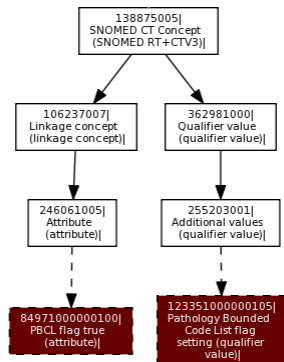 138875005|
SNOMED CT Concept
(SNOMED RT+CTV3)|
106237007|
Linkage concept
(linkage concept)|
362981000|
Qualifier value
(qualifier value)|
246061005|
Attribute
(attribute)|
255203001|
Additional values
(qualifier value)|
84971000000100|
PBCL flag true
(attribute)|
123351000000105|
Pathology Bounded
Code List flag
setting (qualifier
value)|